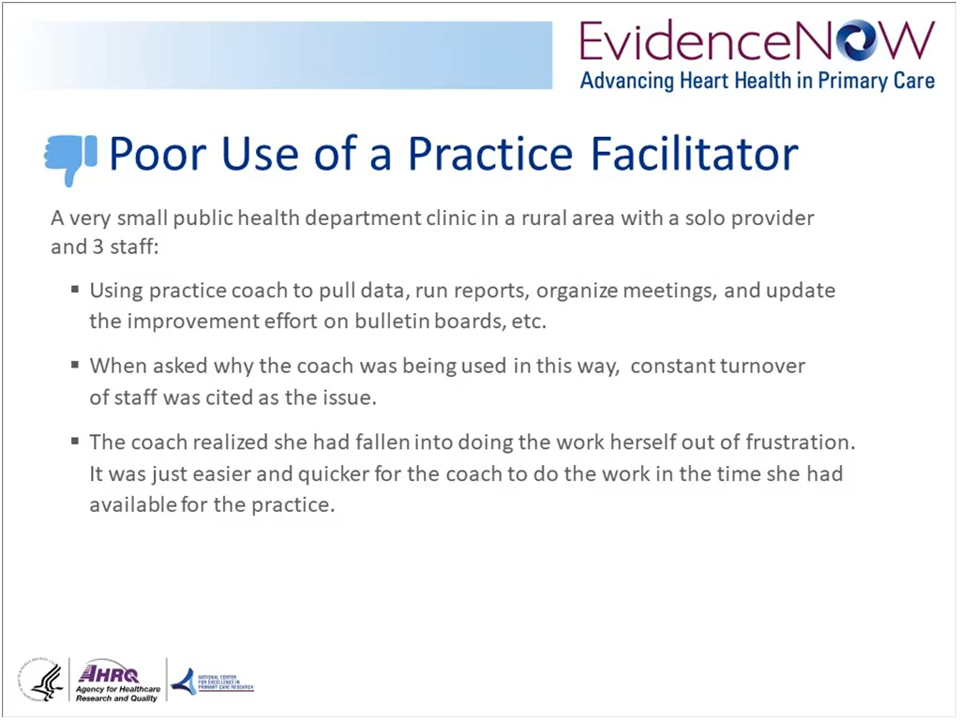 EvidenceNOW
Advancing Heart Health in Primary Care
Poor Use of a Practice Facilitator
A very small public health department clinic in a rural area with a solo provider
and 3 staff:
▪ Using practice coach to pull data, run reports, organize meetings, and update
the improvement effort on bulletin boards, etc.
▪ When asked why the coach was being used in this way, constant turnover
of staff was cited as the issue.
▪ The coach realized she had fallen into doing the work herself out of frustration.
It was just easier and quicker for the coach to do the work in the time she had
available for the practice.
AHRQ
Agency for Healthcare
Research and Quality
NATIONAL CENTER
FOR EXCELLENCE IN
PRIMARY CARE RESEARCH